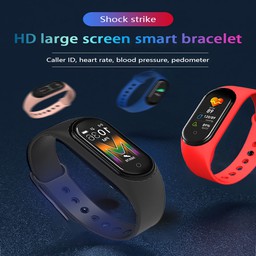 Shock strike
HD large screen smart bracelet
Caller ID, heart rate, blood pressure, pedometer